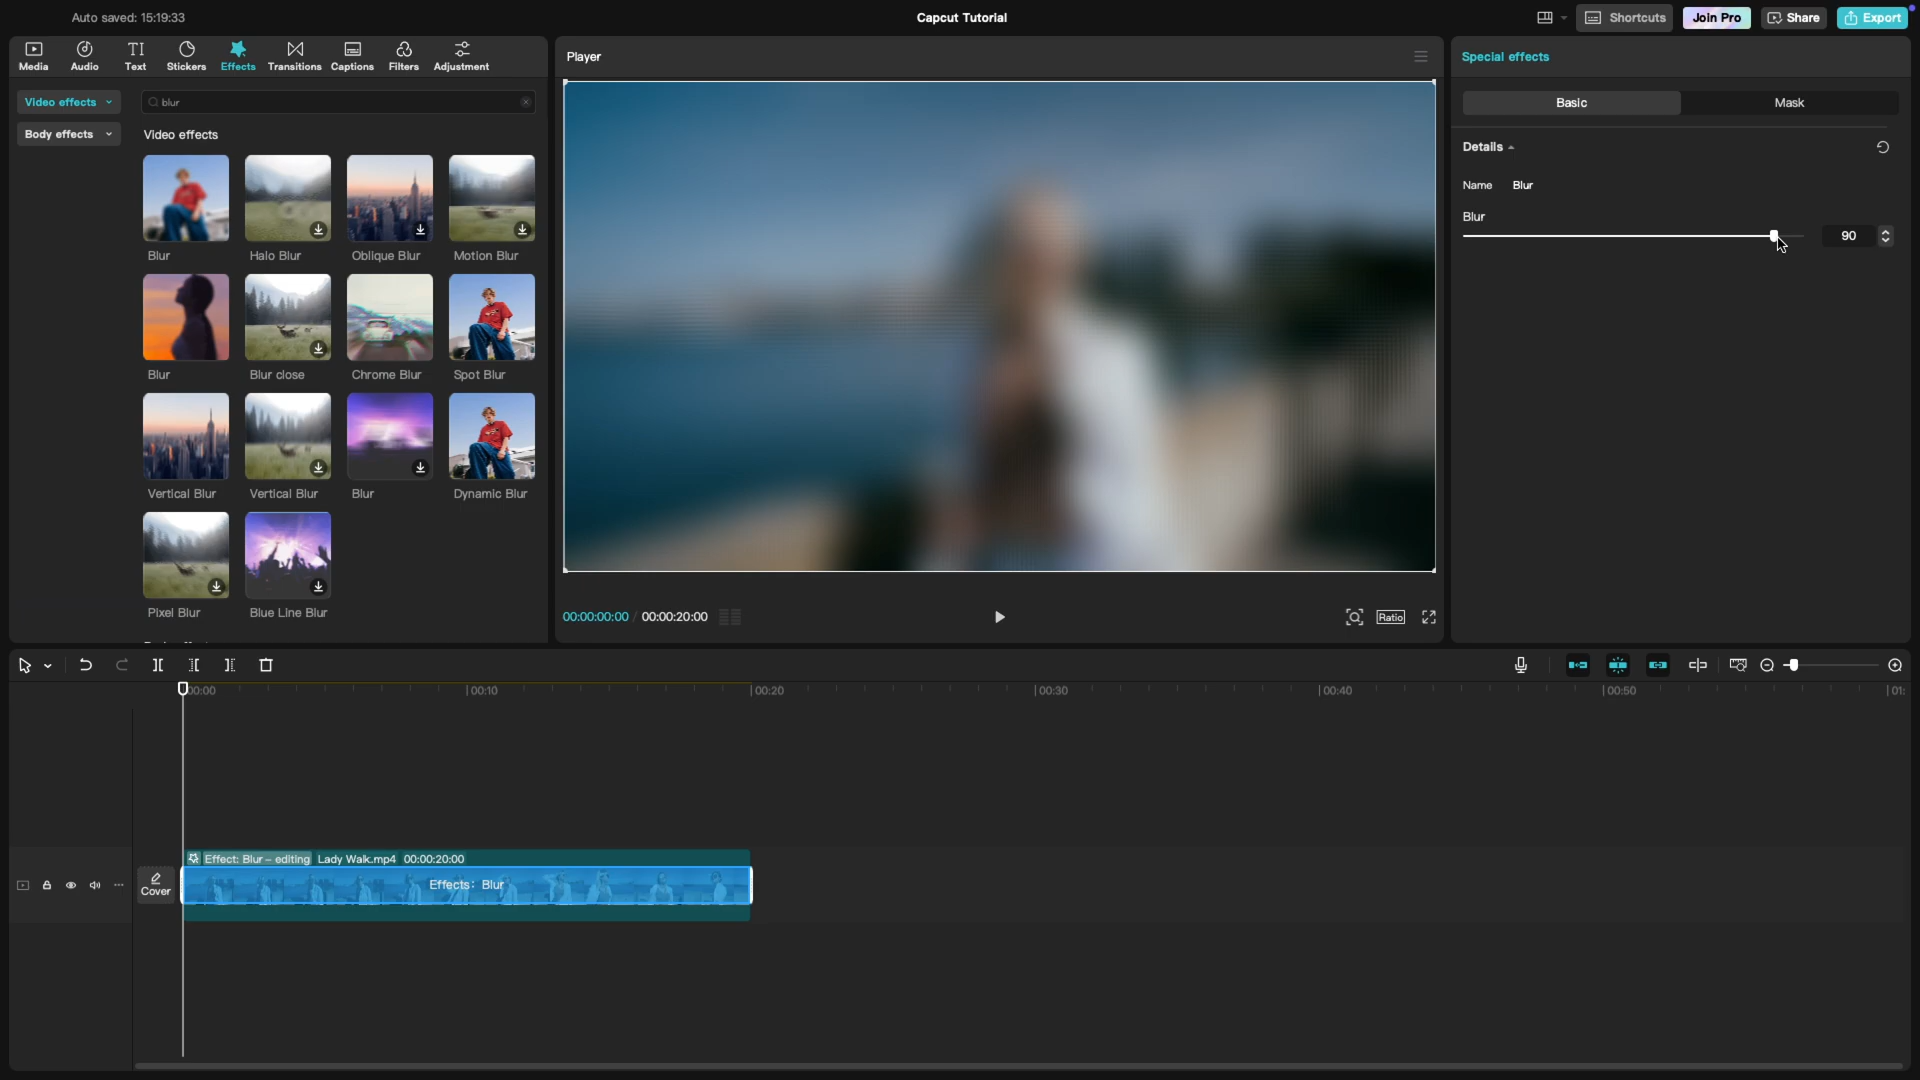 Auto saved: 15:19:33
Capcut Tutorial
Shortcuts
Join Pro
Share
Export
Media
Audio
TI
Text
Stickers
Effects
Transitions
Captions
Filters
Adjustment
Video effects
Body effects
blur
Video effects
Blur
Halo Blur
Oblique Blur
Motion Blur
Blur
Blur close
Chrome Blur
Spot Blur
Vertical Blur
Vertical Blur
Blur
Dynamic Blur
Pixel Blur
Blue Line Blur
Player
00:00:00:00 / 00:00:20:00
Ratio
Special effects
Basic
Mask
Details
Name Blur
Blur
90
00:00
00:10
00:20
00:30
00:40
00:50
01:
Effect: Blur – editing Lady Walk.mp4 00:00:20:00
Effects: Blur
Cover